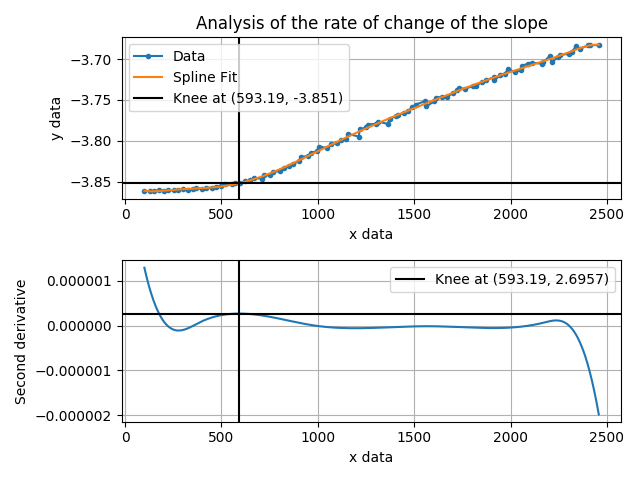 Analysis of the rate of change of the slope
y data
−3.70
−3.75
−3.80
−3.85
Data
Spline Fit
Knee at (593.19, -3.851)
0
500
1000
1500
2000
2500
x data
Second derivative
0.000001
0.000000
−0.000001
−0.000002
Knee at (593.19, 2.6957)
0
500
1000
1500
2000
2500
x data